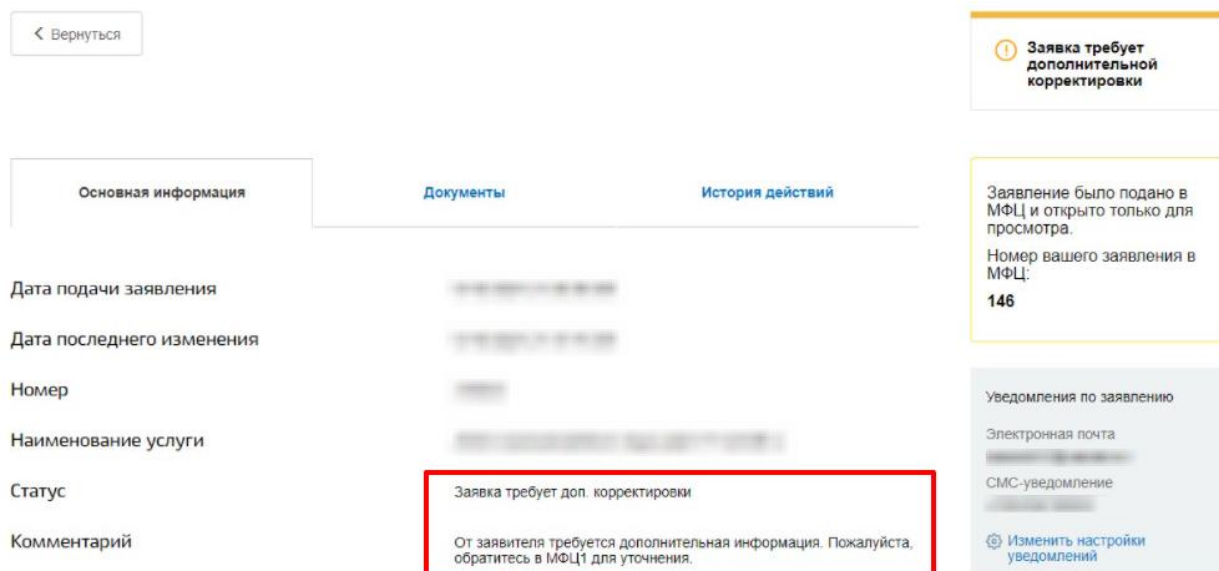 Вернуться
Заявка требует
дополнительной
корректировки
Основная информация
Документы
История действий
Заявление было подано в
МФЦ и открыто только для
просмотра.
Номер вашего заявления в
МФЦ:
146
Дата подачи заявления
Дата последнего изменения
Номер
Наименование услуги
Статус
Заявка требует доп. корректировки
Комментарий
От заявителя требуется дополнительная информация. Пожалуйста,
обратитесь в МФЦ1 для уточнения.
Уведомления по заявлению
Электронная почта
СМС-уведомление
Изменить настройки
уведомлений